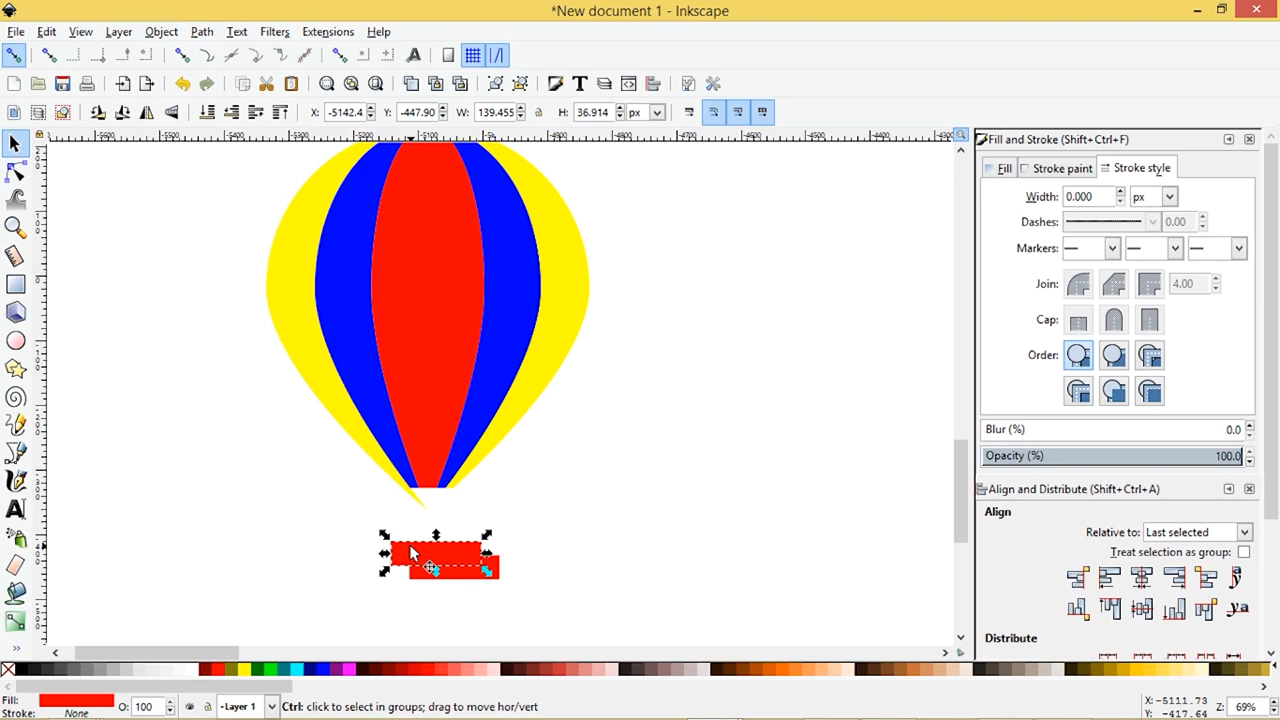 *New document 1 - Inkscape
File Edit View Layer Object Path Text Filters Extensions Help
X: -5142.4 Y: -447.90 W: 139.455 H: 36.914 px
Fill and Stroke (Shift+Ctrl+F)
Fill Stroke paint Stroke style
Width: 0.000 px
Dashes: 0.00
Markers:
Join: 4.00
Cap:
Order:
Blur (%) 0.0
Opacity (%) 100.0
Align and Distribute (Shift+Ctrl+A)
Align
Relative to: Last selected
Treat selection as group:
Distribute
Fill: O: 100 Layer 1 Ctrl: click to select in groups; drag to move hor/vert X: -5111.73 Z: 69%
Stroke: None Y: -417.64